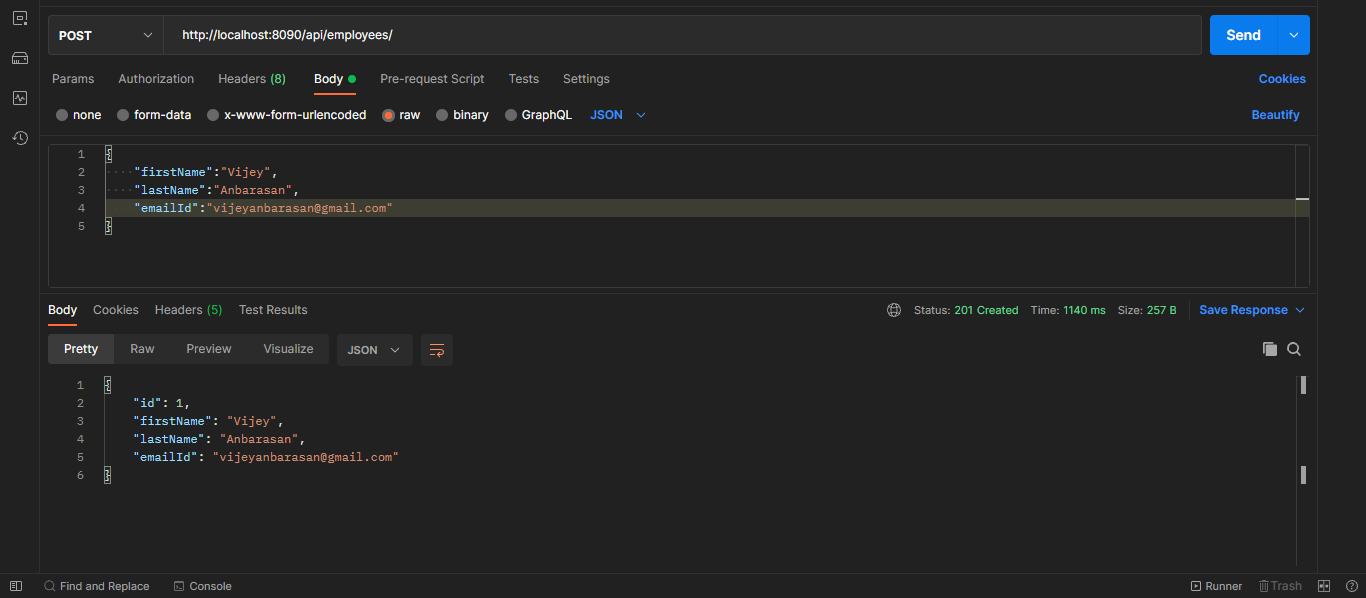 POST http://localhost:8090/api/employees/ Send
Params Authorization Headers (8) Body Pre-request Script Tests Settings Cookies
none form-data x-www-form-urlencoded raw binary GraphQL JSON Beautify
1 {
2 ····"firstName":"Vijey",
3 ····"lastName":"Anbarasan",
4 ····"emailId":"vijeyanbarasan@gmail.com"
5 }
Body Cookies Headers (5) Test Results Status: 201 Created Time: 1140 ms Size: 257 B Save Response
Pretty Raw Preview Visualize JSON
1 {
2 "id": 1,
3 "firstName": "Vijey",
4 "lastName": "Anbarasan",
5 "emailId": "vijeyanbarasan@gmail.com"
6 }
Find and Replace Console Runner Trash